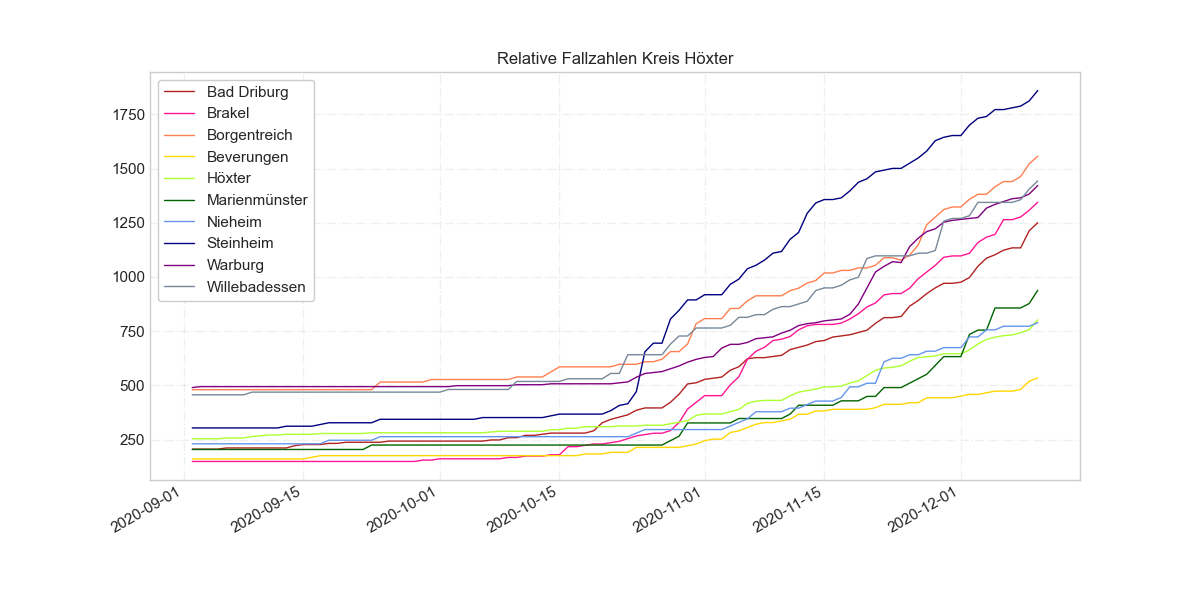 Relative Fallzahlen Kreis Höxter
Bad Driburg
Brakel
Borgentreich
Beverungen
Höxter
Marienmünster
Nieheim
Steinheim
Warburg
Willebadessen
1750
1500
1250
1000
750
500
250
2020-09-01
2020-09-15
2020-10-01
2020-10-15
2020-11-01
2020-11-15
2020-12-01